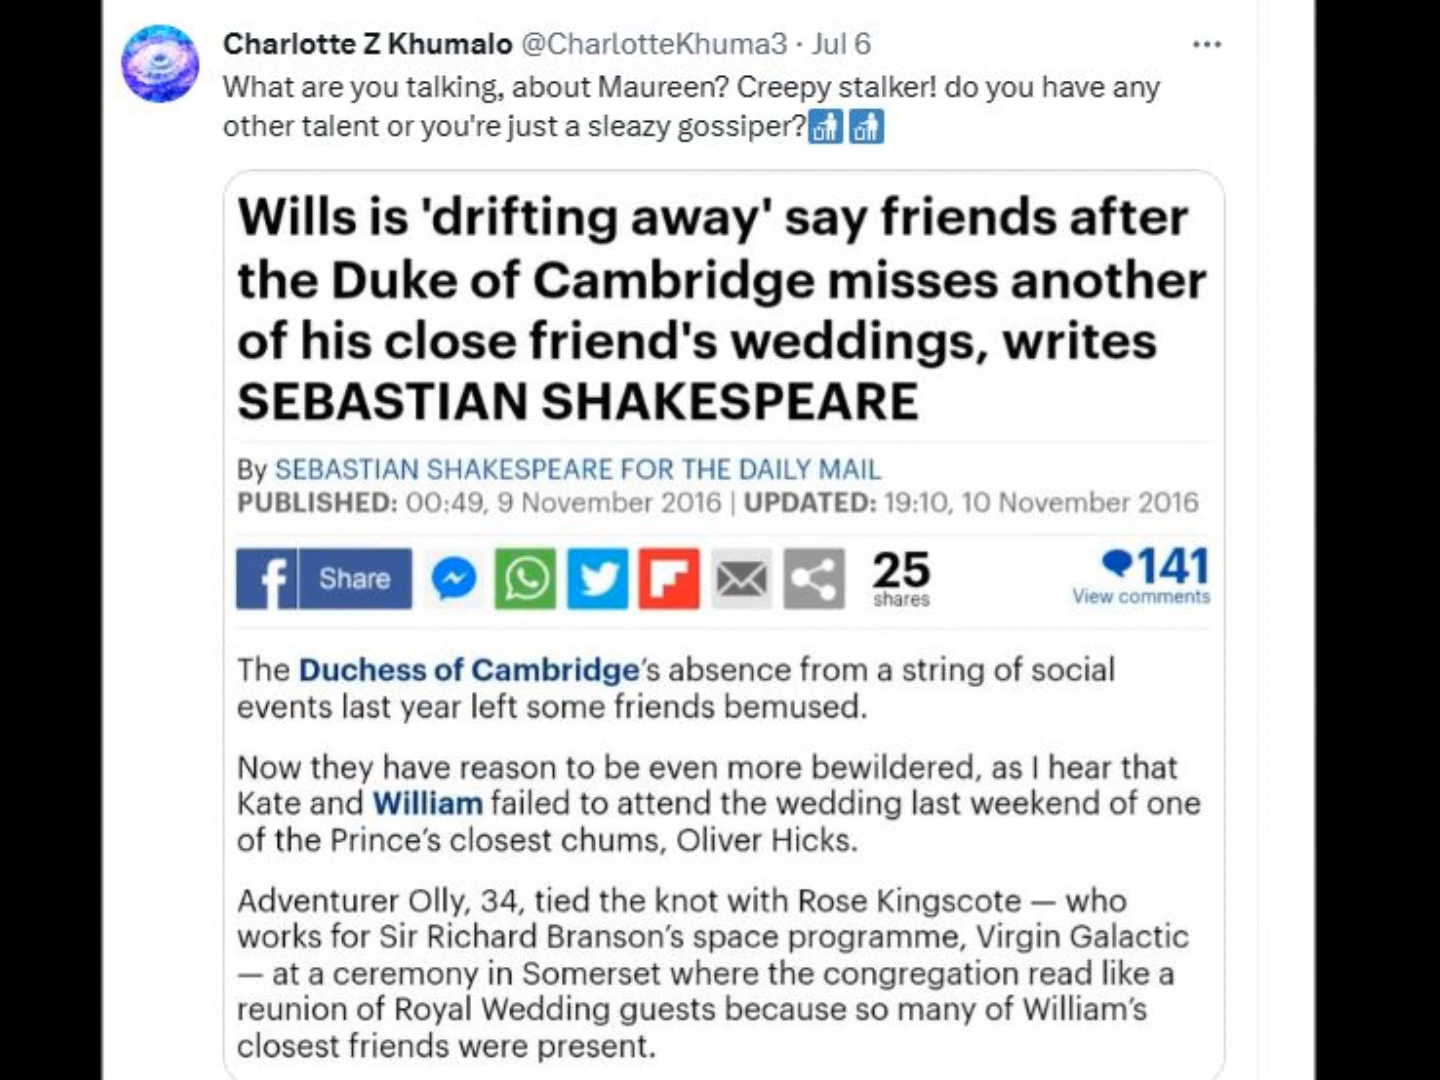 Charlotte Z Khumalo @CharlotteKhuma3 · Jul 6
What are you talking, about Maureen? Creepy stalker! do you have any
other talent or you're just a sleazy gossiper?
Wills is 'drifting away' say friends after
the Duke of Cambridge misses another
of his close friend's weddings, writes
SEBASTIAN SHAKESPEARE
By SEBASTIAN SHAKESPEARE FOR THE DAILY MAIL
PUBLISHED: 00:49, 9 November 2016 | UPDATED: 19:10, 10 November 2016
Share
25
shares
141
View comments
The Duchess of Cambridge's absence from a string of social
events last year left some friends bemused.
Now they have reason to be even more bewildered, as I hear that
Kate and William failed to attend the wedding last weekend of one
of the Prince's closest chums, Oliver Hicks.
Adventurer Olly, 34, tied the knot with Rose Kingscote — who
works for Sir Richard Branson's space programme, Virgin Galactic
— at a ceremony in Somerset where the congregation read like a
reunion of Royal Wedding guests because so many of William's
closest friends were present.